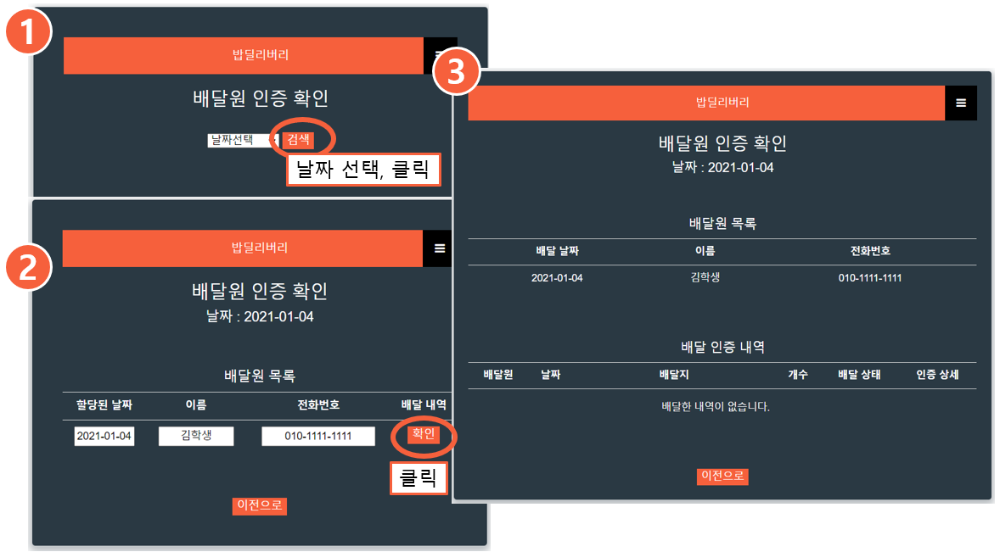 1
밥딜리버리
배달원 인증 확인
날짜선택 검색
날짜 선택, 클릭
2
밥딜리버리
배달원 인증 확인
날짜 : 2021-01-04
배달원 목록
할당된 날짜 이름 전화번호 배달 내역
2021-01-04 김학생 010-1111-1111 확인
클릭
이전으로
3
밥딜리버리
배달원 인증 확인
날짜 : 2021-01-04
배달원 목록
배달 날짜 이름 전화번호
2021-01-04 김학생 010-1111-1111
배달 인증 내역
배달원 날짜 배달지 개수 배달 상태 인증 상세
배달한 내역이 없습니다.
이전으로